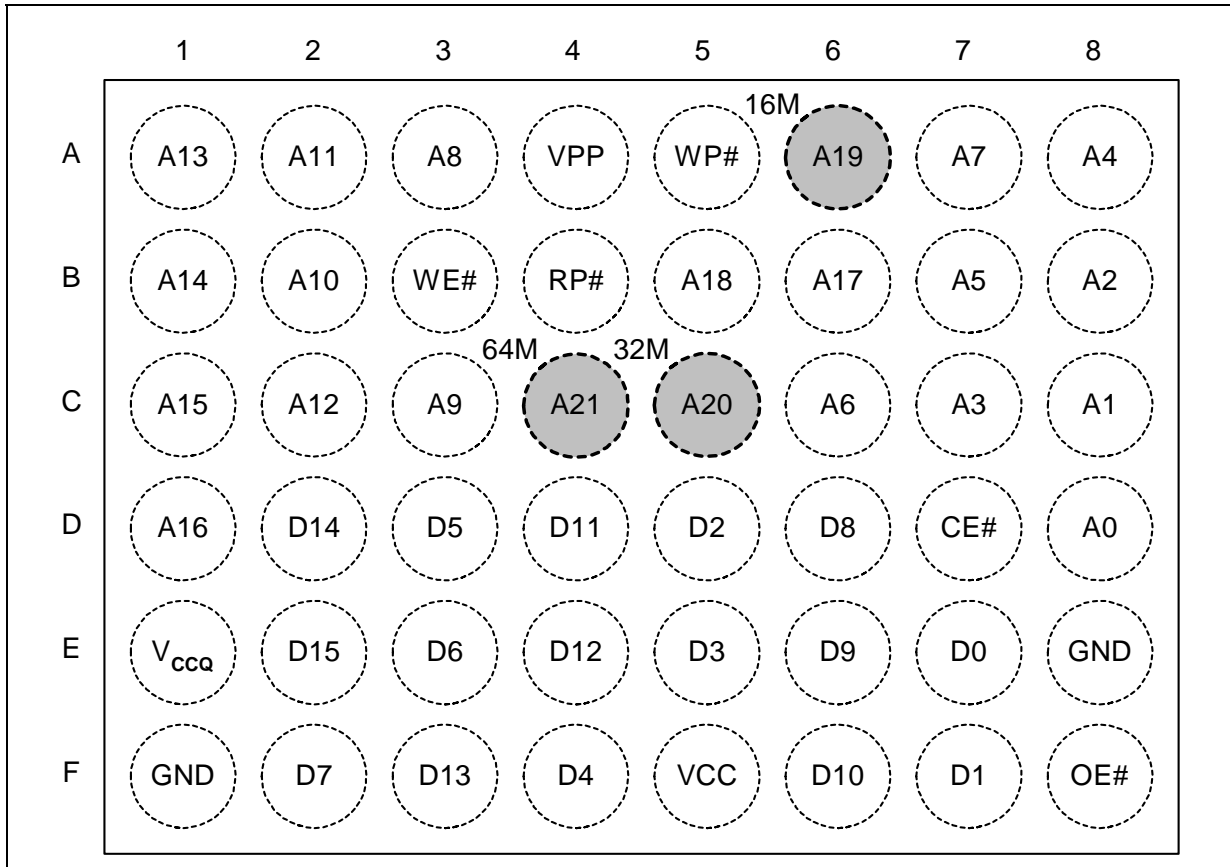 1 2 3 4 5 6 7 8
16M
A A13 A11 A8 VPP WP# A19 A7 A4
B A14 A10 WE# RP# A18 A17 A5 A2
64M 32M
C A15 A12 A9 A21 A20 A6 A3 A1
D A16 D14 D5 D11 D2 D8 CE# A0
E VCCQ D15 D6 D12 D3 D9 D0 GND
F GND D7 D13 D4 VCC D10 D1 OE#